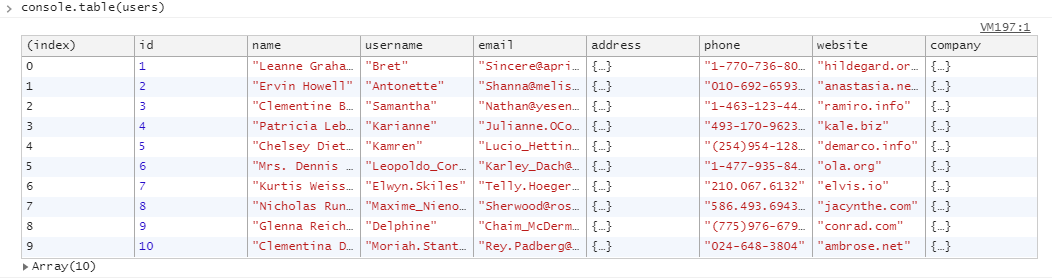 console.table(users)
VM197:1
(index) id name username email address phone website company
0 1 "Leanne Graha… "Bret" "Sincere@apri… {…} "1-770-736-80… "hildegard.or… {…}
1 2 "Ervin Howell" "Antonette" "Shanna@melis… {…} "010-692-6593… "anastasia.ne… {…}
2 3 "Clementine B… "Samantha" "Nathan@yesen… {…} "1-463-123-44… "ramiro.info" {…}
3 4 "Patricia Leb… "Karianne" "Julianne.OCo… {…} "493-170-9623… "kale.biz" {…}
4 5 "Chelsey Diet… "Kamren" "Lucio_Hettin… {…} "(254)954-128… "demarco.info" {…}
5 6 "Mrs. Dennis … "Leopoldo_Cor… "Karley_Dach@… {…} "1-477-935-84… "ola.org" {…}
6 7 "Kurtis Weiss… "Elwyn.Skiles" "Telly.Hoeger… {…} "210.067.6132" "elvis.io" {…}
7 8 "Nicholas Run… "Maxime_Nieno… "Sherwood@ros… {…} "586.493.6943… "jacynthe.com" {…}
8 9 "Glenna Reich… "Delphine" "Chaim_McDerm… {…} "(775)976-679… "conrad.com" {…}
9 10 "Clementina D… "Moriah.Stant… "Rey.Padberg@… {…} "024-648-3804" "ambrose.net" {…}
Array(10)